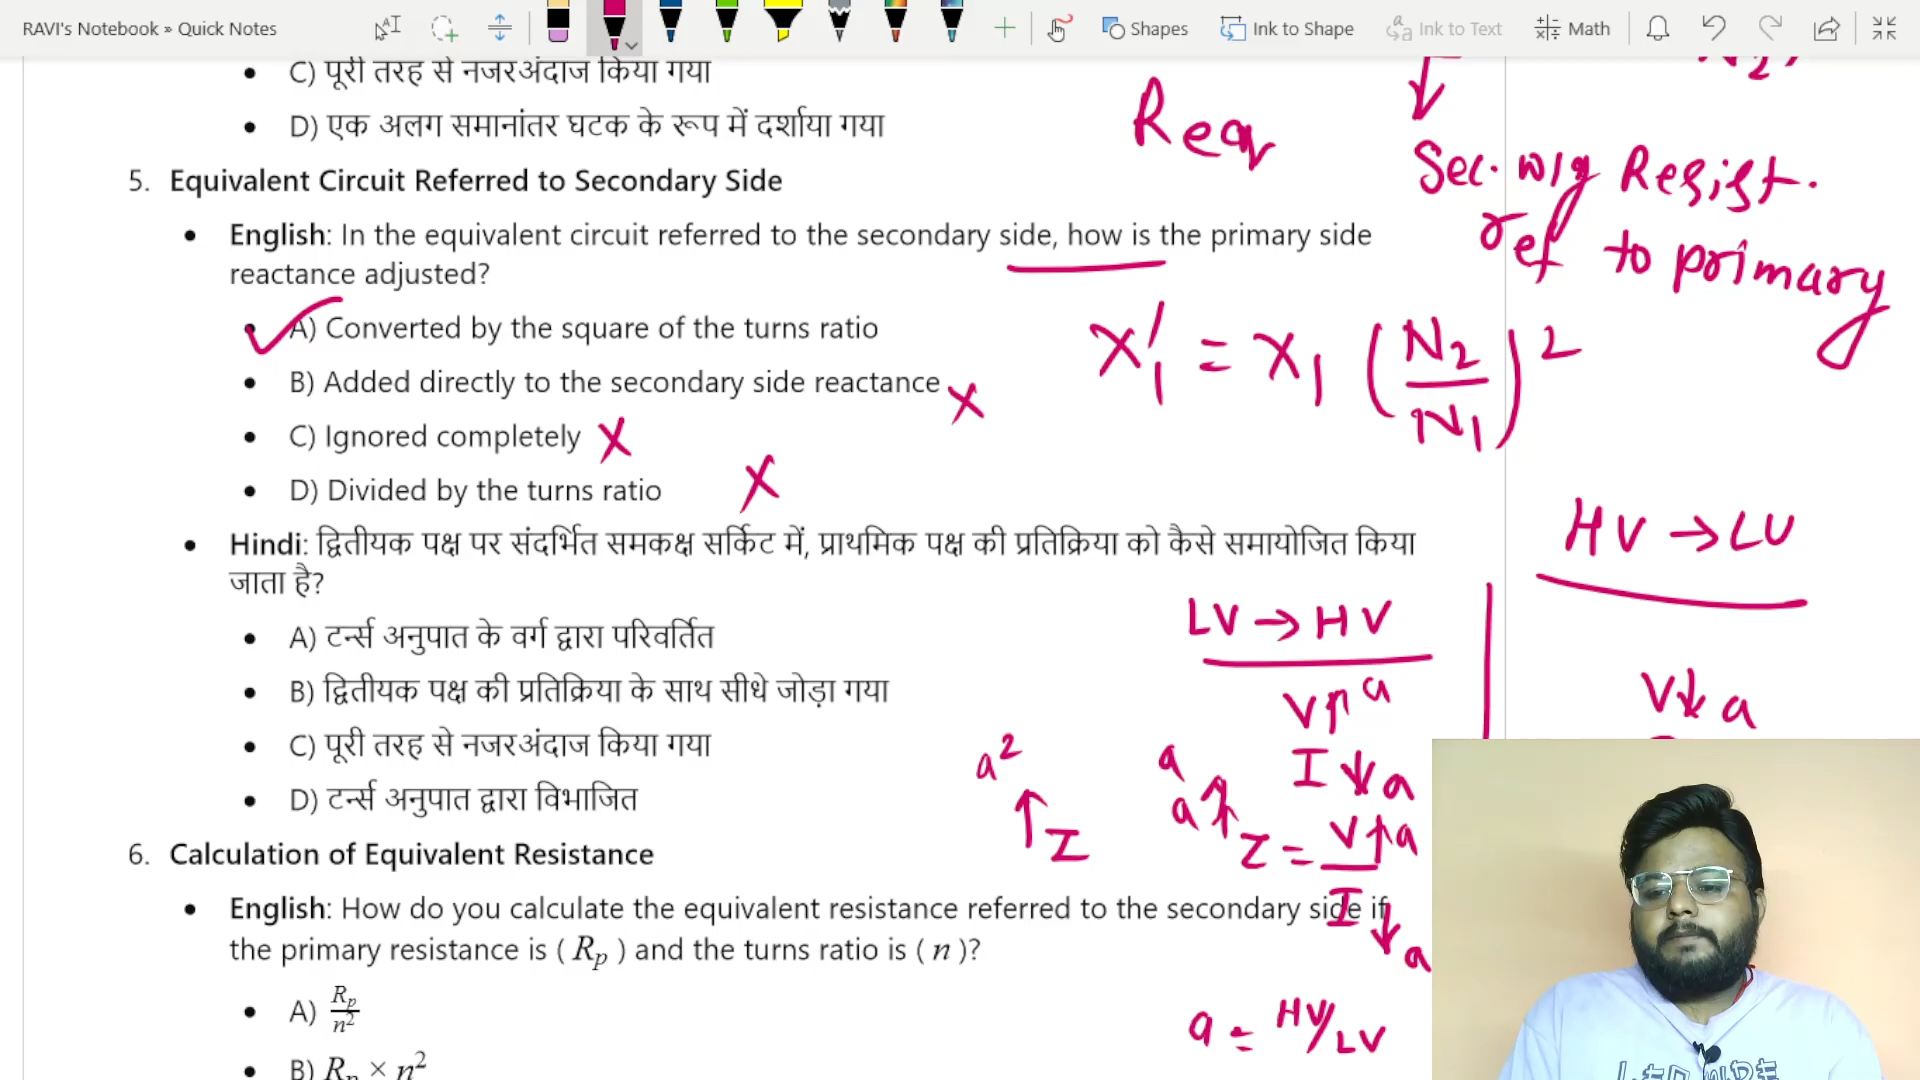 RAVI's Notebook » Quick Notes
Shapes
Ink to Shape
Ink to Text
Math
• C) पूरी तरह से नजरअंदाज किया गया
• D) एक अलग समानांतर घटक के रूप में दर्शाया गया
5. Equivalent Circuit Referred to Secondary Side
• English: In the equivalent circuit referred to the secondary side, how is the primary side
reactance adjusted?
• A) Converted by the square of the turns ratio
• B) Added directly to the secondary side reactance X
• C) Ignored completely X
• D) Divided by the turns ratio X
• Hindi: द्वितीयक पक्ष पर संदर्भित समकक्ष सर्किट में, प्राथमिक पक्ष की प्रतिक्रिया को कैसे समायोजित किया
जाता है?
• A) टर्न्स अनुपात के वर्ग द्वारा परिवर्तित
• B) द्वितीयक पक्ष की प्रतिक्रिया के साथ सीधे जोड़ा गया
• C) पूरी तरह से नजरअंदाज किया गया
• D) टर्न्स अनुपात द्वारा विभाजित
6. Calculation of Equivalent Resistance
• English: How do you calculate the equivalent resistance referred to the secondary side if
the primary resistance is ( Rₚ ) and the turns ratio is ( n )?
• A) Rₚ/n²
• B) Rₚ × n²
Req
N₂
↓
Sec. w/g Resist.
ref to primary
X₁' = X₁ (N₂/N₁)²
HV → LV
LV → HV
V↑ a
V↓ a
I ↓ a
a² ↑ Z
a a ↑ Z = V↑a / I↓a
a = HV/LV